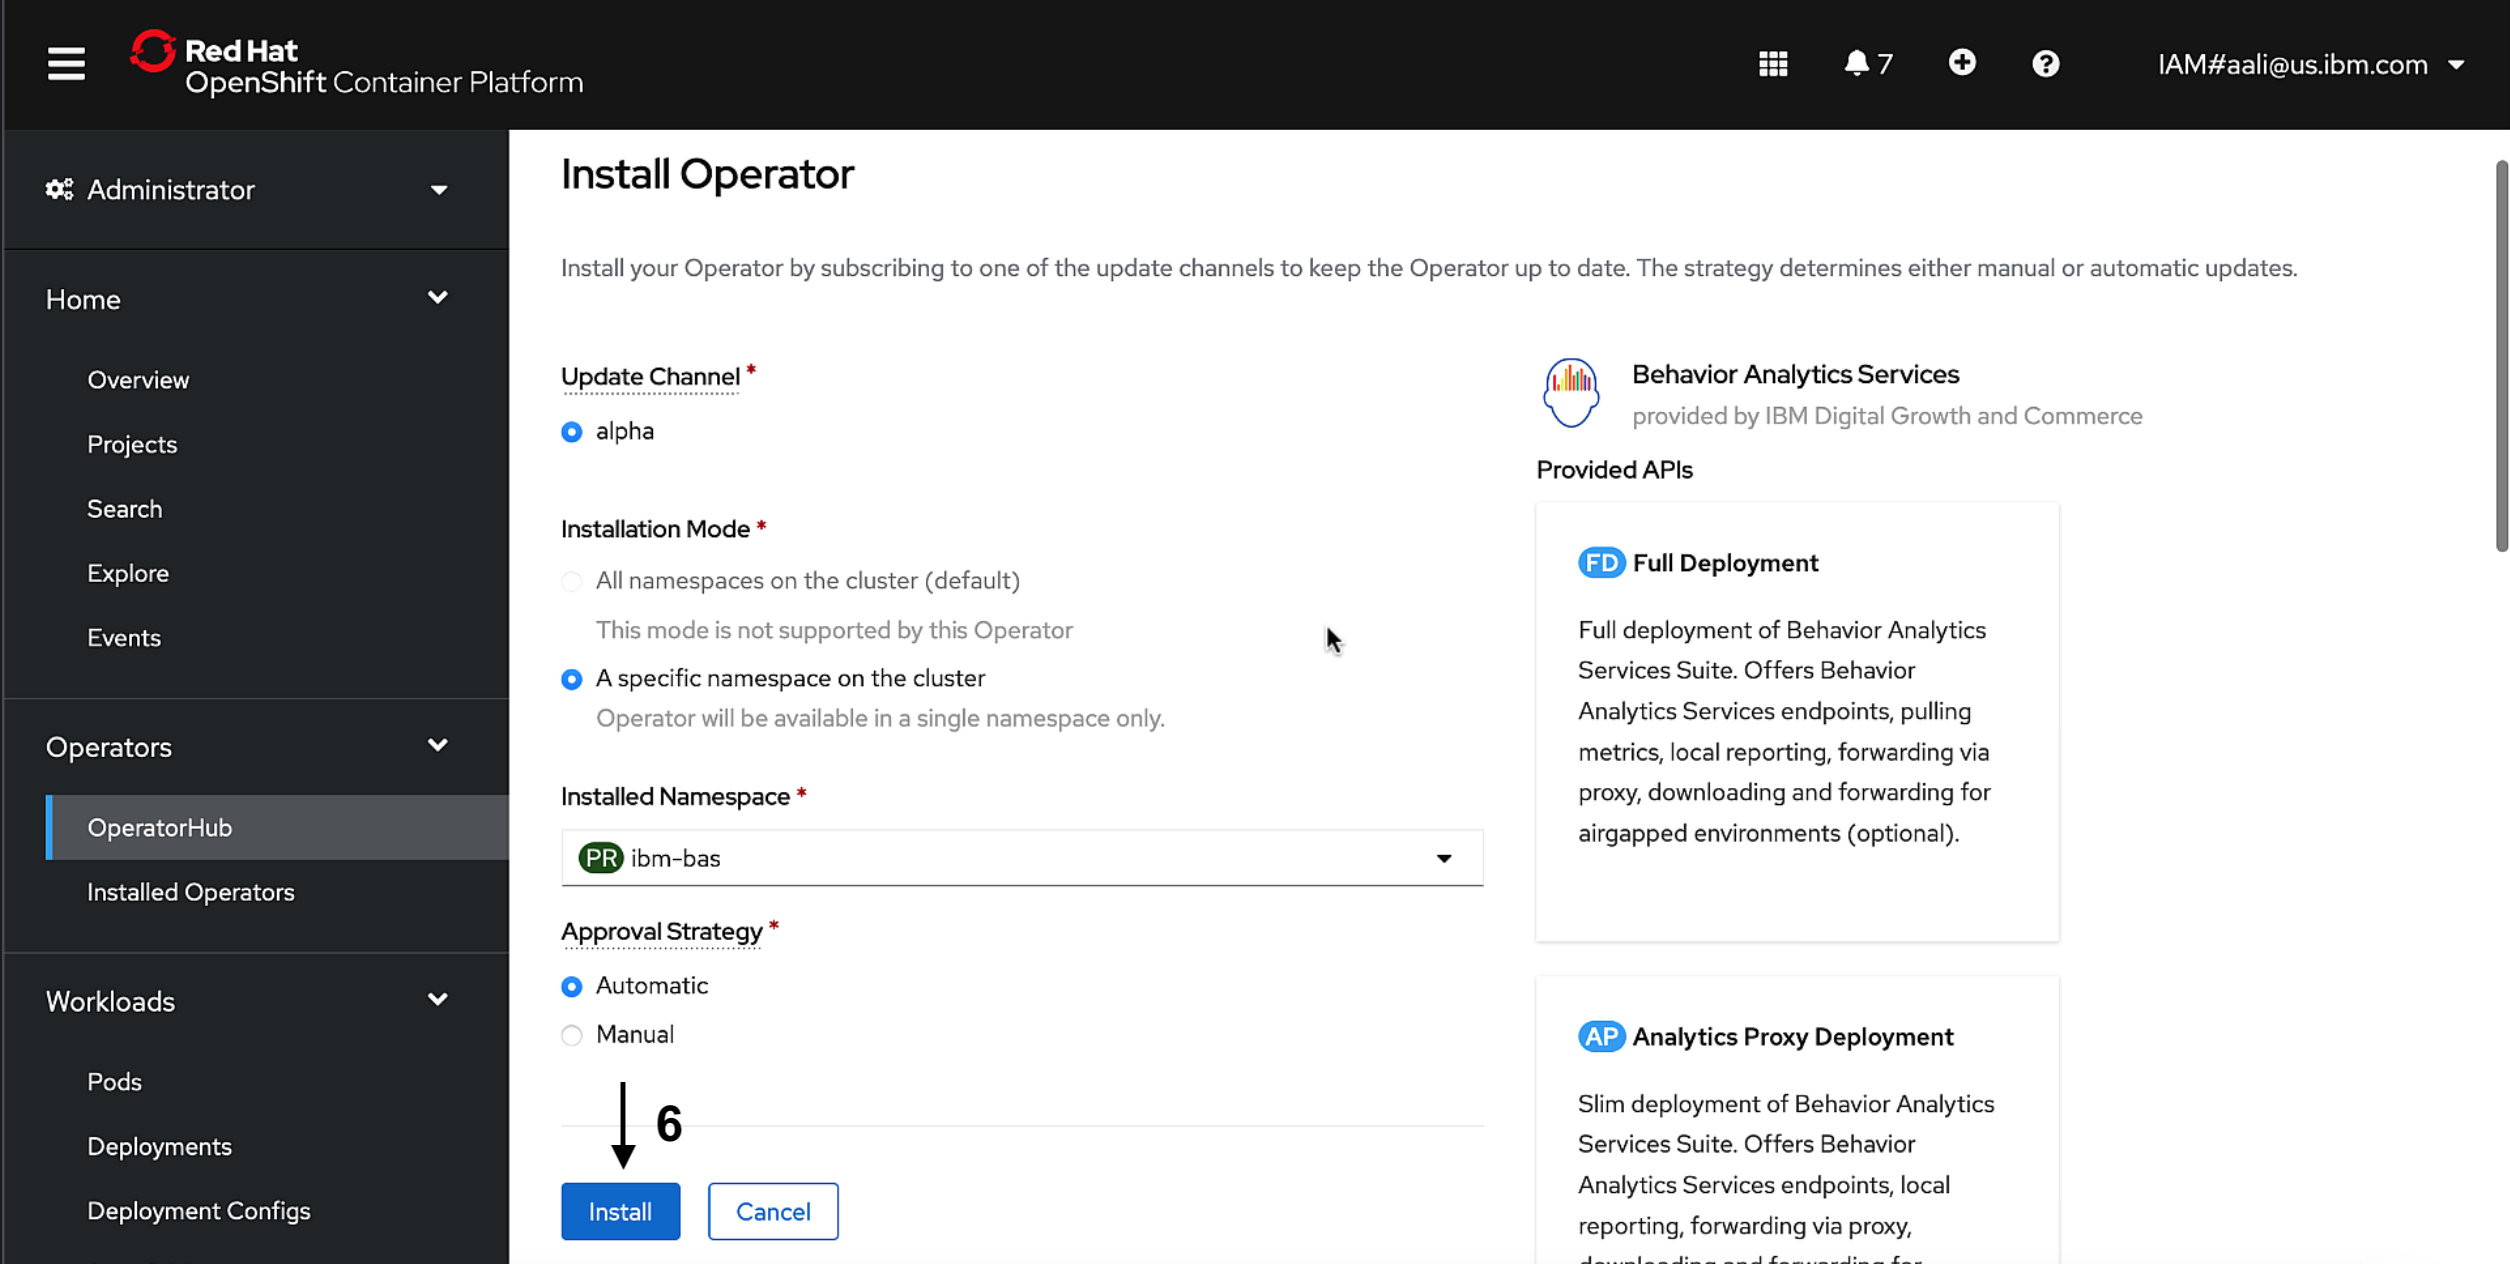 Red Hat
OpenShift Container Platform
7
IAM#aali@us.ibm.com
Administrator
Home
Overview
Projects
Search
Explore
Events
Operators
OperatorHub
Installed Operators
Workloads
Pods
Deployments
Deployment Configs
Install Operator
Install your Operator by subscribing to one of the update channels to keep the Operator up to date. The strategy determines either manual or automatic updates.
Update Channel *
alpha
Installation Mode *
All namespaces on the cluster (default)
This mode is not supported by this Operator
A specific namespace on the cluster
Operator will be available in a single namespace only.
Installed Namespace *
PR ibm-bas
Approval Strategy *
Automatic
Manual
6
Install
Cancel
Behavior Analytics Services
provided by IBM Digital Growth and Commerce
Provided APIs
FD Full Deployment
Full deployment of Behavior Analytics
Services Suite. Offers Behavior
Analytics Services endpoints, pulling
metrics, local reporting, forwarding via
proxy, downloading and forwarding for
airgapped environments (optional).
AP Analytics Proxy Deployment
Slim deployment of Behavior Analytics
Services Suite. Offers Behavior
Analytics Services endpoints, local
reporting, forwarding via proxy,
downloading and forwarding for